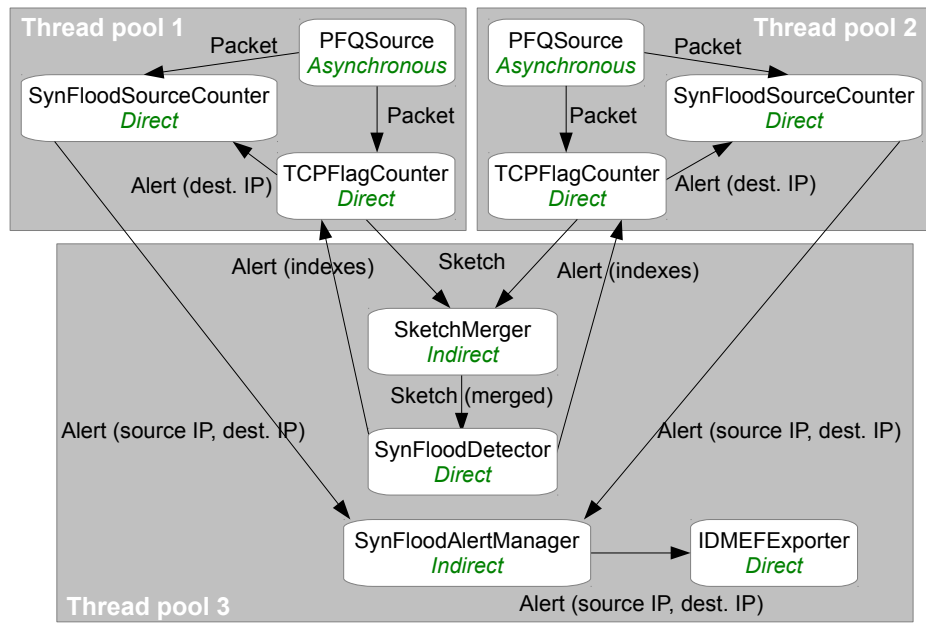 Thread pool 1
Packet
PFQSource
Asynchronous
PFQSource
Asynchronous
Packet
Thread pool 2
SynFloodSourceCounter
Direct
SynFloodSourceCounter
Direct
Packet
Packet
Alert (dest. IP)
TCPFlagCounter
Direct
TCPFlagCounter
Direct
Alert (dest. IP)
Alert (indexes)
Sketch
Alert (indexes)
SketchMerger
Indirect
Sketch (merged)
Alert (source IP, dest. IP)
SynFloodDetector
Direct
Alert (source IP, dest. IP)
SynFloodAlertManager
Indirect
IDMEFExporter
Direct
Alert (source IP, dest. IP)
Thread pool 3